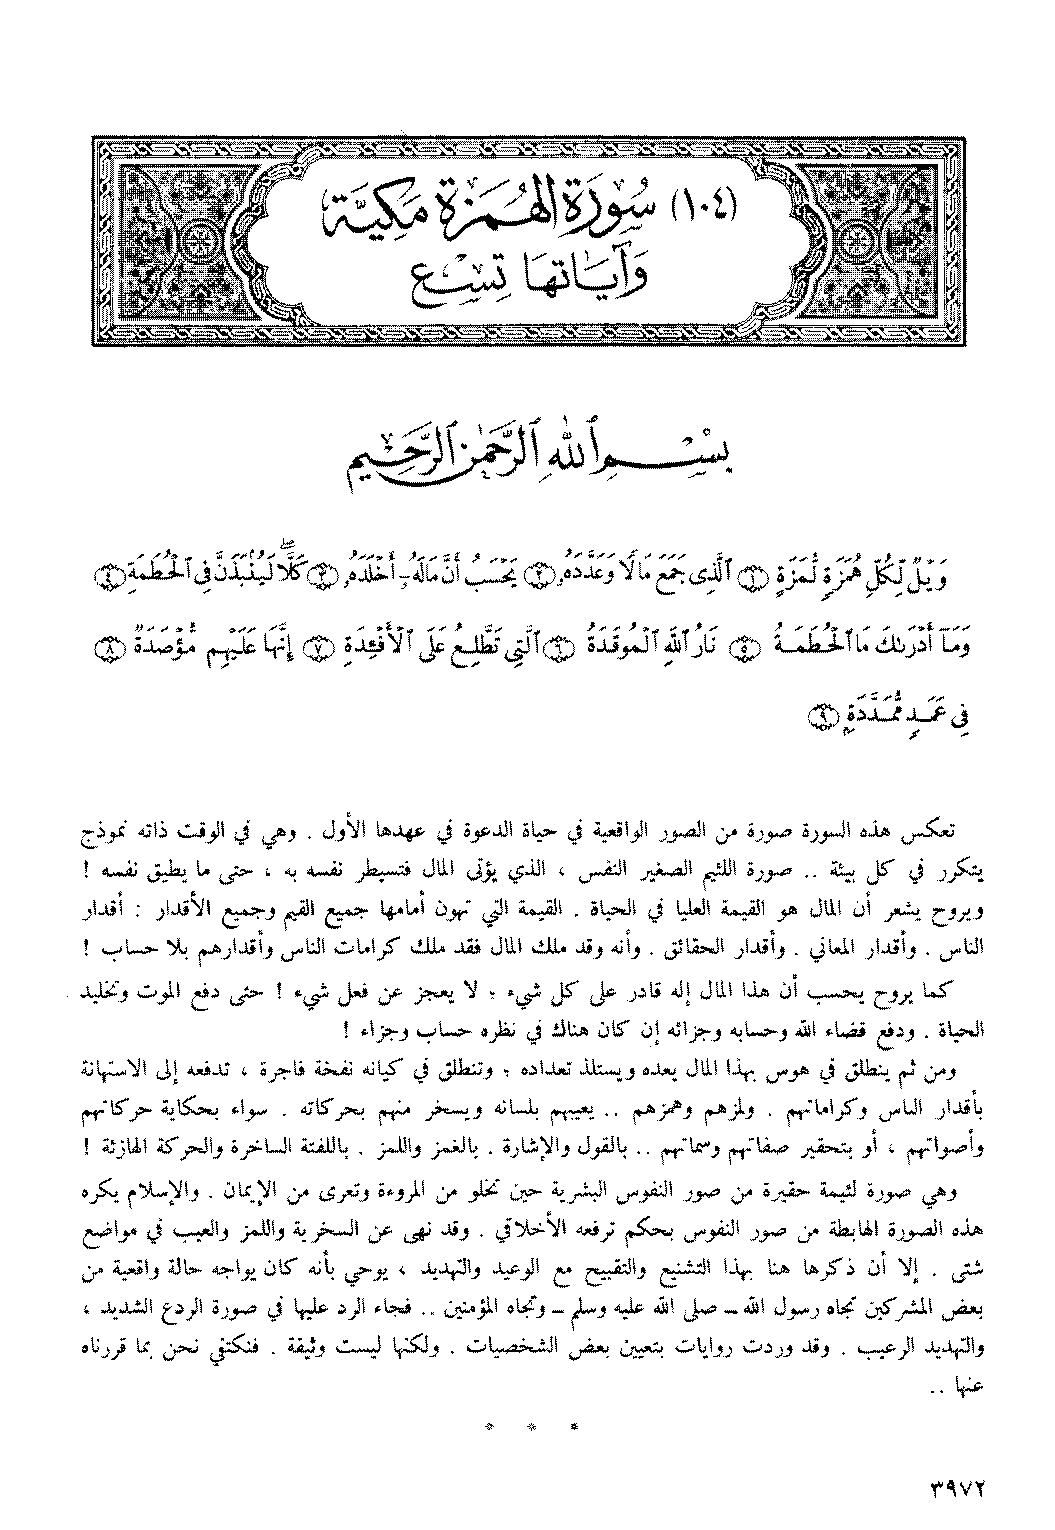 (١٠٤) سُورَة الهُمَزة مَكيَّة
وَآيَاتهَا تِسْع
بِسْمِ ٱللَّهِ ٱلرَّحْمَٰنِ ٱلرَّحِيمِ
وَيْلٌ لِّكُلِّ هُمَزَةٍ لُّمَزَةٍ ۝١ ٱلَّذِى جَمَعَ مَالًا وَعَدَّدَهُۥ ۝٢ يَحْسَبُ أَنَّ مَالَهُۥٓ أَخْلَدَهُۥ ۝٣ كَلَّا ۖ لَيُنۢبَذَنَّ فِى ٱلْحُطَمَةِ ۝٤
وَمَآ أَدْرَىٰكَ مَا ٱلْحُطَمَةُ ۝٥ نَارُ ٱللَّهِ ٱلْمُوقَدَةُ ۝٦ ٱلَّتِى تَطَّلِعُ عَلَى ٱلْأَفْـِٔدَةِ ۝٧ إِنَّهَا عَلَيْهِم مُّؤْصَدَةٌ ۝٨
فِى عَمَدٍ مُّمَدَّدَةٍۭ ۝٩
تعكس هذه السورة صورة من الصور الواقعية في حياة الدعوة في عهدها الأول . وهي في الوقت ذاته نموذج
يتكرر في كل بيئة .. صورة اللئيم الصغير النفس ، الذي يؤتى المال فتسيطر نفسه به ، حتى ما يطيق نفسه !
ويروح يشعر أن المال هو القيمة العليا في الحياة . القيمة التي تهون أمامها جميع القيم وجميع الأقدار : أقدار
الناس . وأقدار المعاني . وأقدار الحقائق . وأنه وقد ملك المال فقد ملك كرامات الناس وأقدارهم بلا حساب !
كما يروح يحسب أن هذا المال إله قادر على كل شيء ؛ لا يعجز عن فعل شيء ! حتى دفع الموت وتخليد
الحياة . ودفع قضاء الله وحسابه وجزائه إن كان هناك في نظره حساب وجزاء !
ومن ثم ينطلق في هوس بهذا المال يعده ويستلذ تعداده ؛ وتنطلق في كيانه نفخة فاجرة ، تدفعه إلى الاستهانة
بأقدار الناس وكراماتهم . ولمزهم وهمزهم .. يعيبهم بلسانه ويسخر منهم بحركاته . سواء بحكاية حركاتهم
وأصواتهم ، أو بتحقير صفاتهم وسماتهم .. بالقول والإشارة . بالغمز واللمز . باللفتة الساخرة والحركة الهازئة !
وهي صورة لئيمة حقيرة من صور النفوس البشرية حين تخلو من المروءة وتعرى من الإيمان . والإسلام يكره
هذه الصورة الهابطة من صور النفوس بحكم ترفعه الأخلاقي . وقد نهى عن السخرية واللمز والعيب في مواضع
شتى . إلا أن ذكرها هنا بهذا التشنيع والتقبيح مع الوعيد والتهديد ، يوحي بأنه كان يواجه حالة واقعية من
بعض المشركين تجاه رسول الله – صلى الله عليه وسلم – وتجاه المؤمنين .. فجاء الرد عليها في صورة الردع الشديد ،
والتهديد الرعيب . وقد وردت روايات بتعيين بعض الشخصيات . ولكنها ليست وثيقة . فنكتفي نحن بما قررناه
عنها ..
* * *
٣٩٧٢